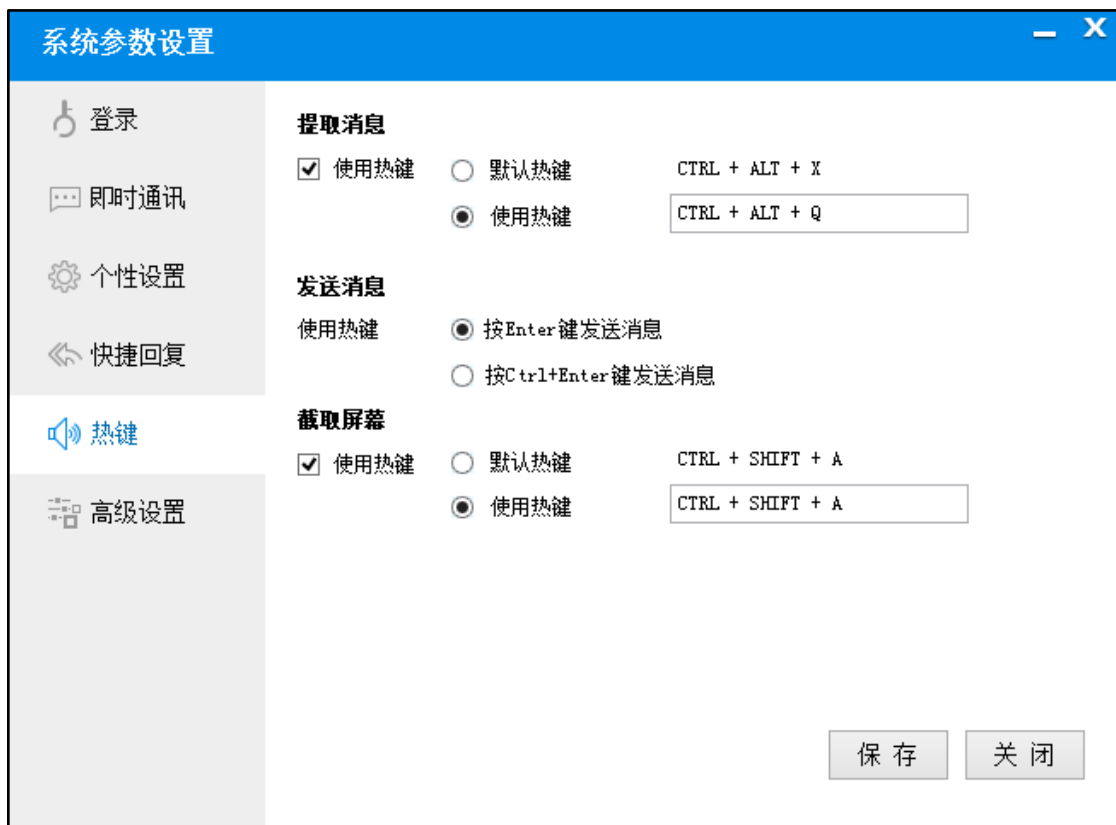 系统参数设置
登录
即时通讯
个性设置
快捷回复
热键
高级设置
提取消息
使用热键 默认热键 CTRL + ALT + X
使用热键 CTRL + ALT + Q
发送消息
使用热键 按Enter键发送消息
按Ctrl+Enter键发送消息
截取屏幕
使用热键 默认热键 CTRL + SHIFT + A
使用热键 CTRL + SHIFT + A
保存 关闭